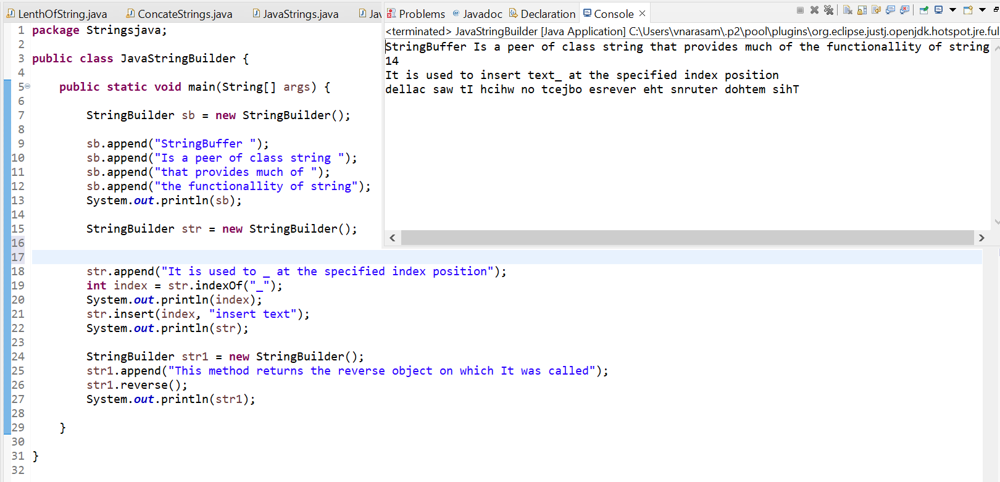 LenthOfString.java ConcateStrings.java JavaStrings.java Jav
Problems @ Javadoc Declaration Console
<terminated> JavaStringBuilder [Java Application] C:\Users\vnarasam\.p2\pool\plugins\org.eclipse.justj.openjdk.hotspot.jre.ful
StringBuffer Is a peer of class string that provides much of the functionallity of string
14
It is used to insert text_ at the specified index position
dellac saw tI hcihw no tcejbo esrever eht snruter dohtem sihT
1 package Stringsjava;
2
3 public class JavaStringBuilder {
4
5 public static void main(String[] args) {
6
7 StringBuilder sb = new StringBuilder();
8
9 sb.append("StringBuffer ");
10 sb.append("Is a peer of class string ");
11 sb.append("that provides much of ");
12 sb.append("the functionallity of string");
13 System.out.println(sb);
14
15 StringBuilder str = new StringBuilder();
16
17
18 str.append("It is used to _ at the specified index position");
19 int index = str.indexOf("_");
20 System.out.println(index);
21 str.insert(index, "insert text");
22 System.out.println(str);
23
24 StringBuilder str1 = new StringBuilder();
25 str1.append("This method returns the reverse object on which It was called");
26 str1.reverse();
27 System.out.println(str1);
28
29 }
30
31 }
32